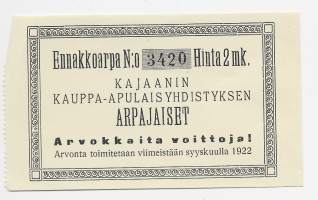 Ennakkoarpa N:o 3420 Hinta 2 mk.
KAJAANIN
KAUPPA-APULAISYHDISTYKSEN
ARPAJAISET
Arvokkaita voittoja!
Arvonta toimitetaan viimeistään syyskuulla 1922